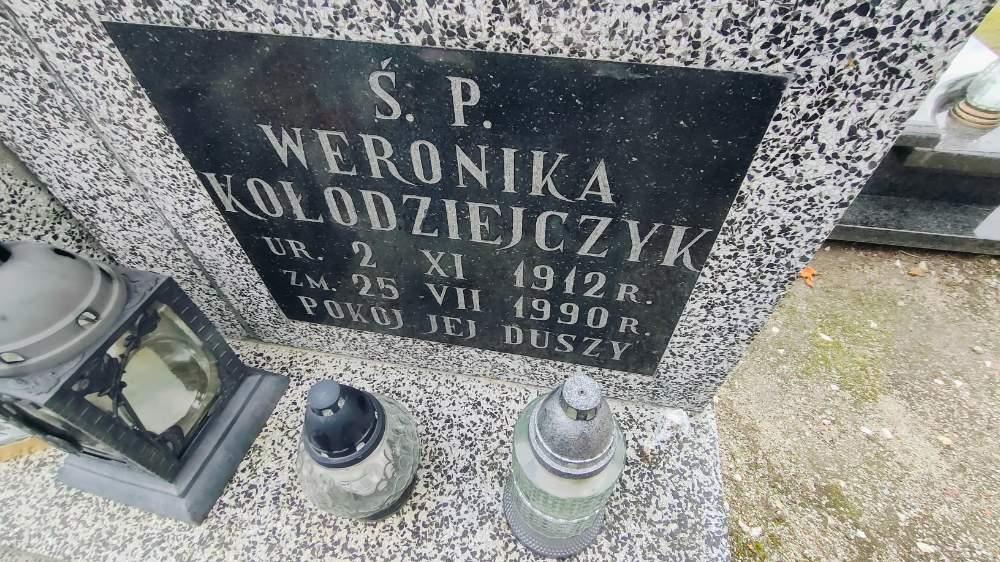 Ś. P.
WERONIKA
KOŁODZIEJCZYK
UR. 2 XI 1912 R.
ZM. 25 VII 1990 R.
POKÓJ JEJ DUSZY